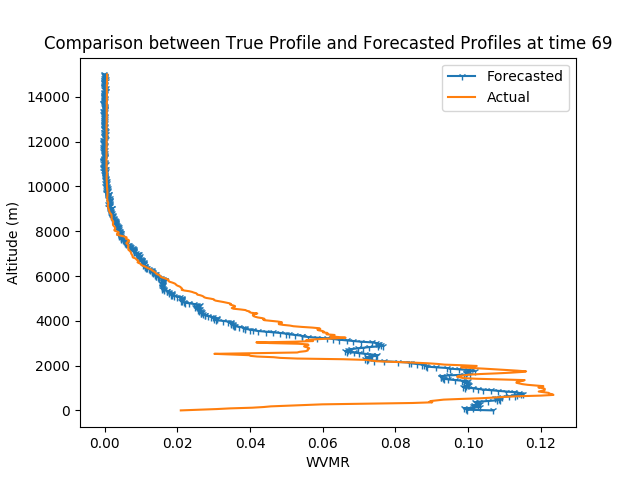 Comparison between True Profile and Forecasted Profiles at time 69
Forecasted
Actual
14000
12000
10000
8000
6000
4000
2000
0
Altitude (m)
0.00 0.02 0.04 0.06 0.08 0.10 0.12
WVMR